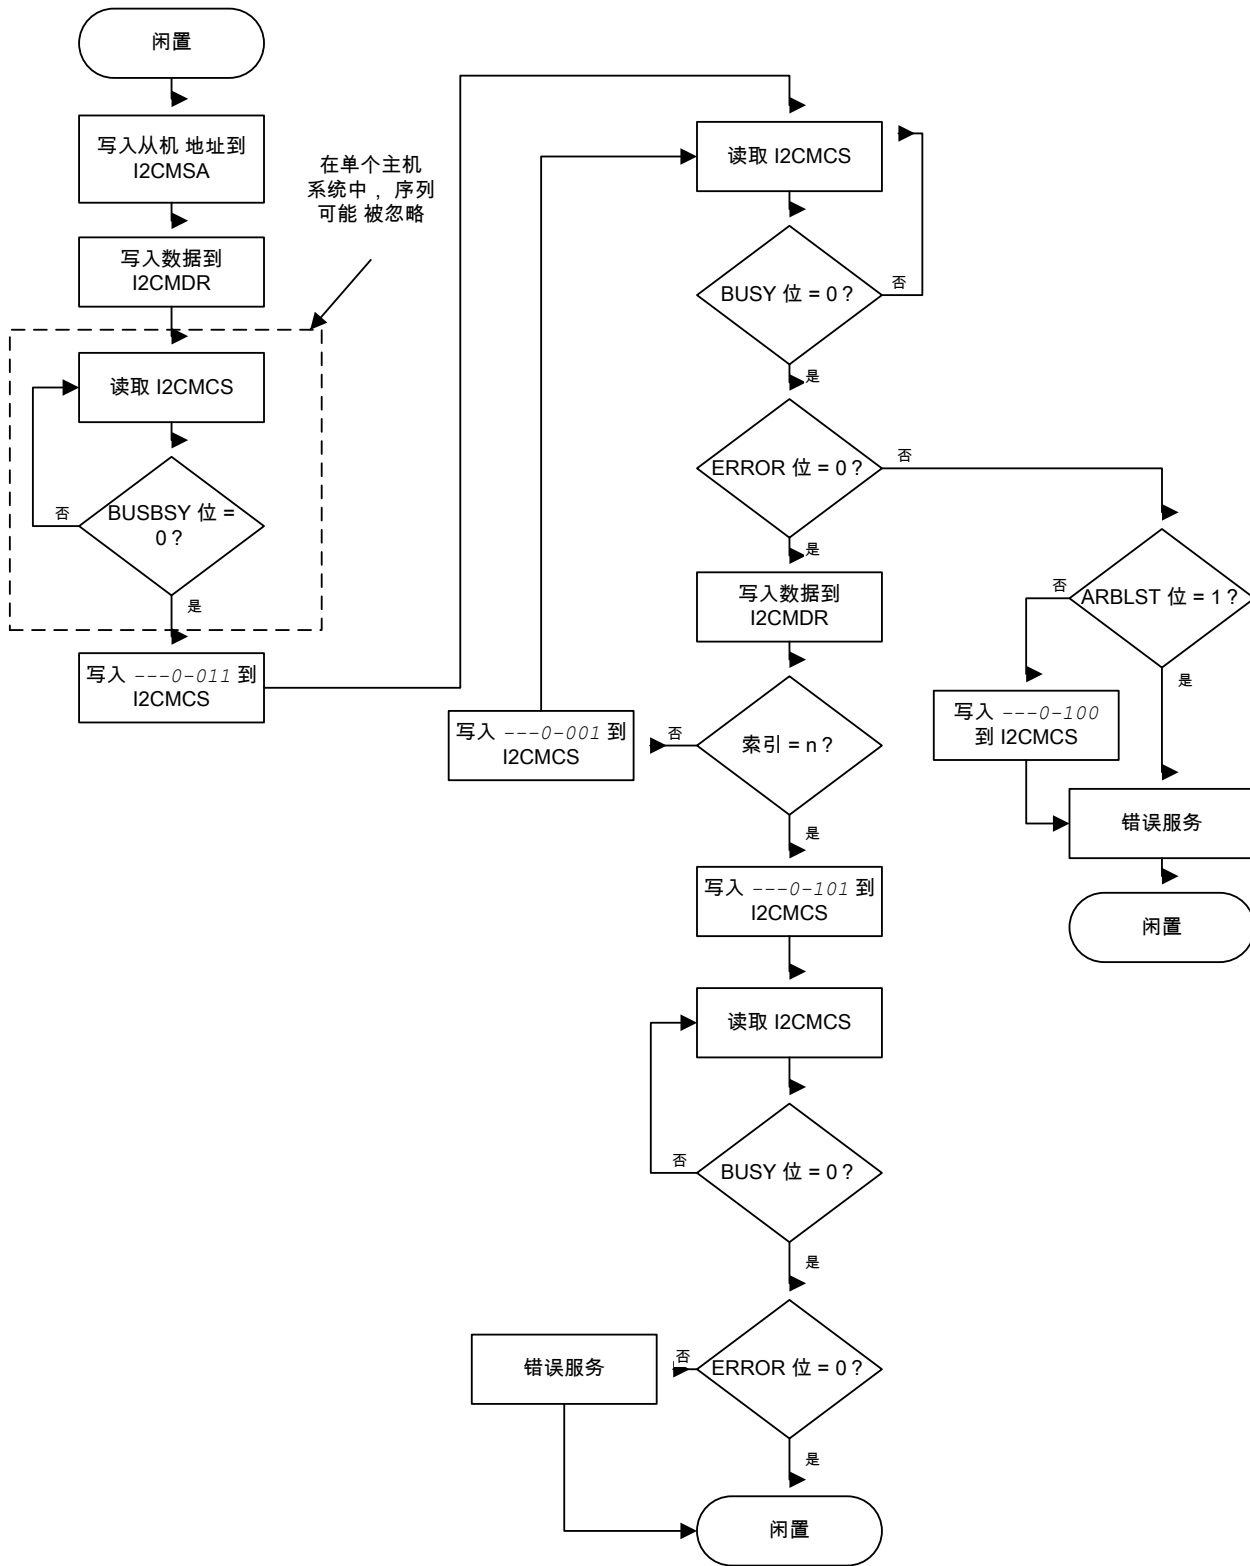 闲置
写入从机 地址到
I2CMSA
写入数据到
I2CMDR
在单个主机
系统中 ，序列
可能 被忽略
读取 I2CMCS
BUSBSY 位 =
0 ?
否
是
写入 ---0-011 到
I2CMCS
读取 I2CMCS
BUSY 位 = 0 ?
否
是
ERROR 位 = 0 ?
否
是
写入数据到
I2CMDR
索引 = n ?
否
写入 ---0-001 到
I2CMCS
是
ARBLST 位 = 1 ?
否
是
写入 ---0-100
到 I2CMCS
错误服务
闲置
写入 ---0-101 到
I2CMCS
读取 I2CMCS
BUSY 位 = 0 ?
否
是
ERROR 位 = 0 ?
否
错误服务
是
闲置